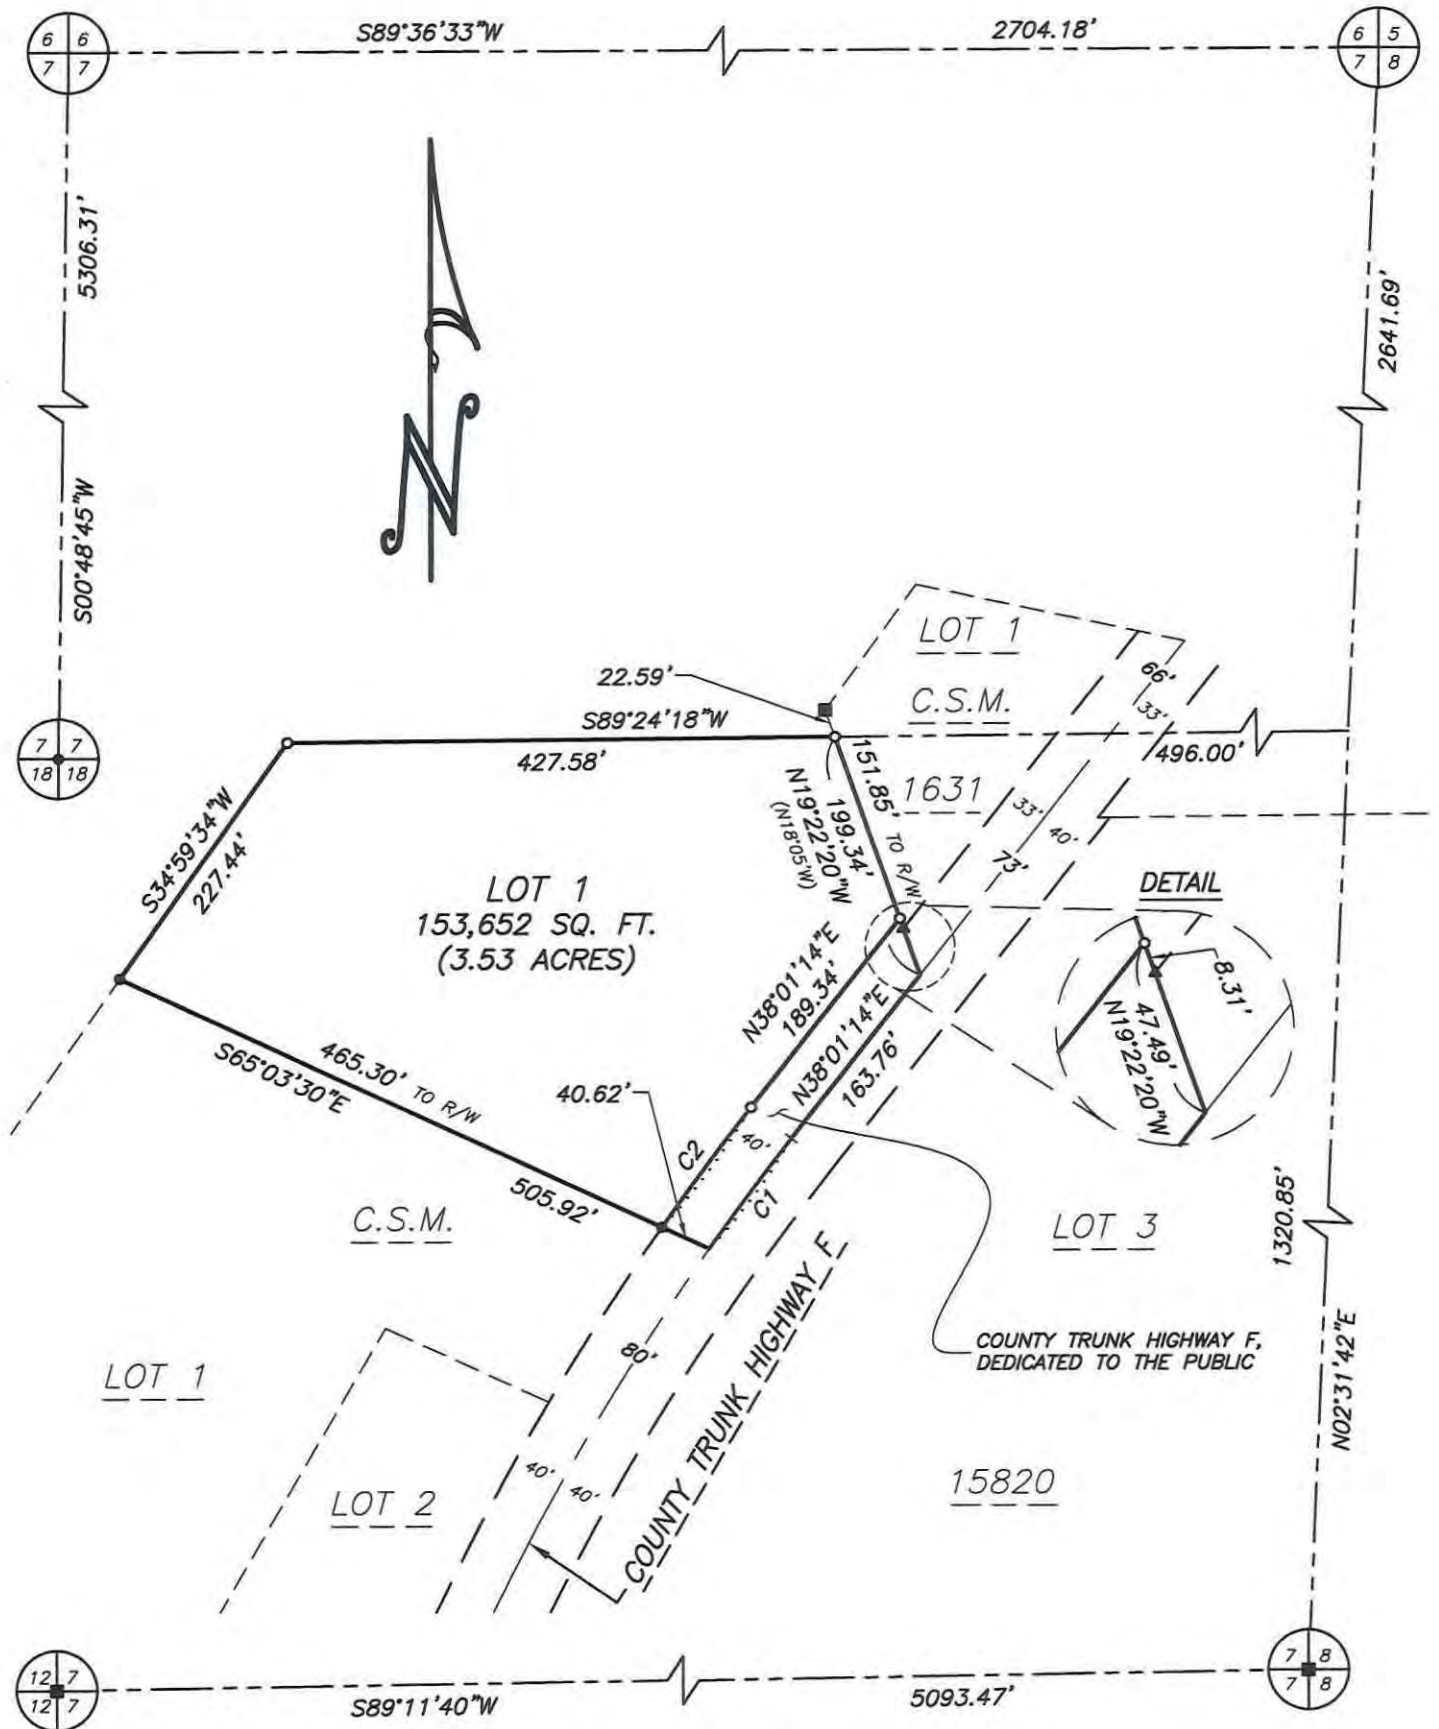 6 6
7 7
S89°36'33"W
2704.18'
6 5
7 8
5306.31'
S00°48'45"W
N
2641.69'
LOT 1
C.S.M.
1631
22.59'
S89°24'18"W
427.58'
66'
33'
496.00'
7 7
18 18
151.85' TO R/W
199.34'
N19°22'20"W
(N18°05'W)
33'
40'
73'
S34°59'34"W
227.44'
LOT 1
153,652 SQ. FT.
(3.53 ACRES)
DETAIL
8.31'
47.49'
N19°22'20"W
N38°01'14"E
189.34'
N38°01'14"E
163.76'
465.30' TO R/W
S65°03'30"E
505.92'
40.62'
C2
40'
C1
C.S.M.
LOT 3
1320.85'
N02°31'42"E
COUNTY TRUNK HIGHWAY F,
DEDICATED TO THE PUBLIC
LOT 1
80'
COUNTY TRUNK HIGHWAY F
LOT 2
40'
40'
15820
12 7
12 7
S89°11'40"W
5093.47'
7 8
7 8